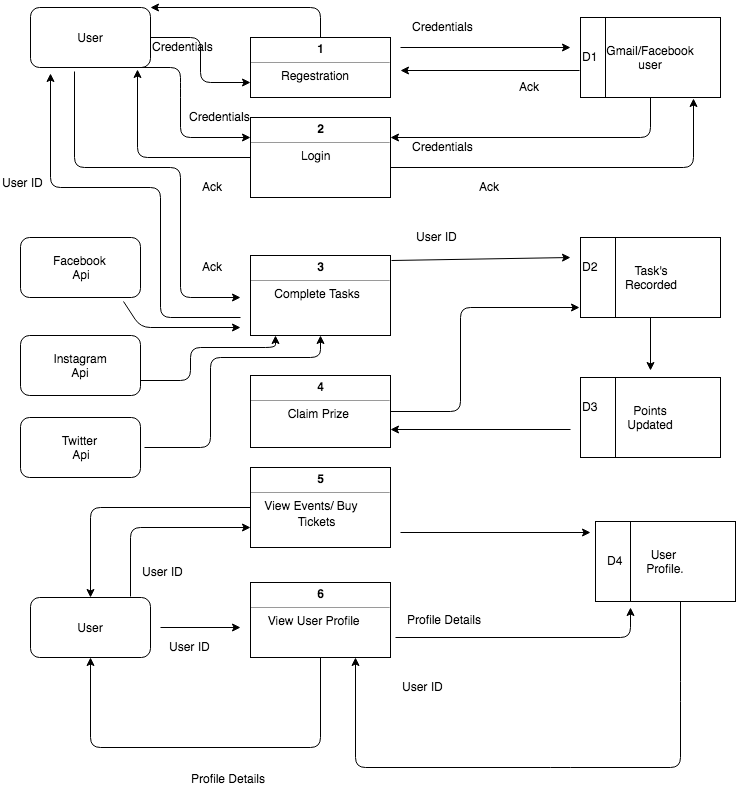 User
Credentials
1
Regestration
Credentials
Ack
D1
Gmail/Facebook
user
Credentials
2
Login
Credentials
Ack
User ID
Ack
Facebook
Api
Ack
3
Complete Tasks
User ID
D2
Task's
Recorded
Instagram
Api
4
Claim Prize
D3
Points
Updated
Twitter
Api
5
View Events/ Buy
Tickets
User ID
D4
User
Profile.
User
User ID
6
View User Profile
Profile Details
User ID
Profile Details